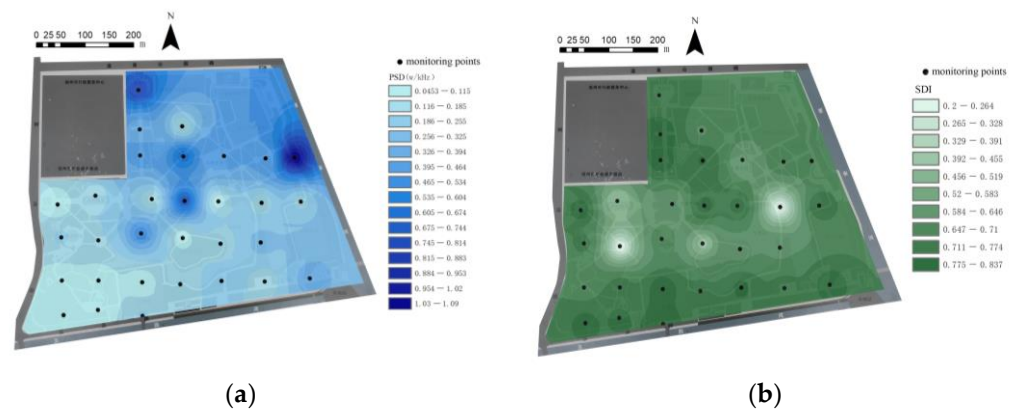 N
0 25 50 100 150 200
m
monitoring points
PSD(w/kHz)
0.0453－0.115
0.116－0.185
0.186－0.255
0.256－0.325
0.326－0.394
0.395－0.464
0.465－0.534
0.535－0.604
0.605－0.674
0.675－0.744
0.745－0.814
0.815－0.883
0.884－0.953
0.954－1.02
1.03－1.09
(a)
N
0 25 50 100 150 200
m
monitoring points
SDI
0.2－0.264
0.265－0.328
0.329－0.391
0.392－0.455
0.456－0.519
0.52－0.583
0.584－0.646
0.647－0.71
0.711－0.774
0.775－0.837
(b)